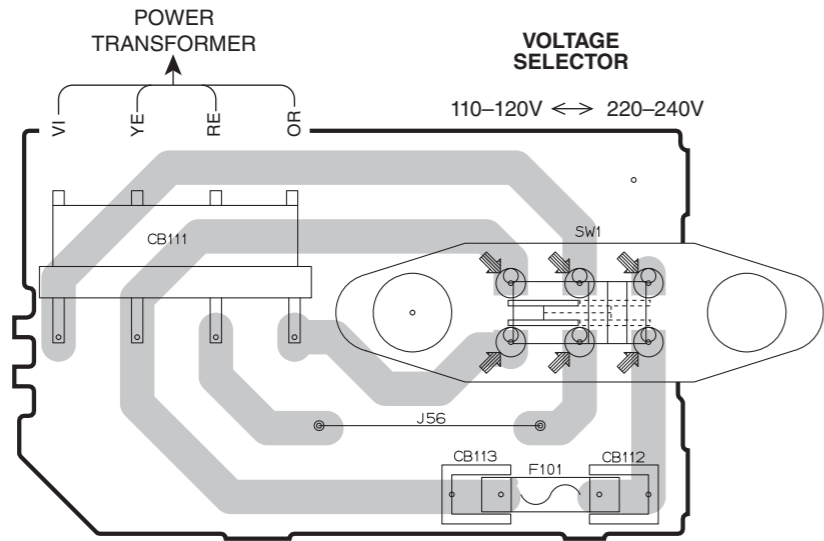 POWER
TRANSFORMER
VOLTAGE
SELECTOR
110–120V ↔ 220–240V
VI
YE
RE
OR
CB111
SW1
J56
CB113
F101
CB112